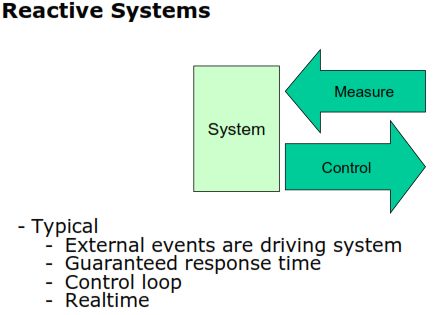 Reactive Systems
Measure
System
Control
- Typical
- External events are driving system
- Guaranteed response time
- Control loop
- Realtime